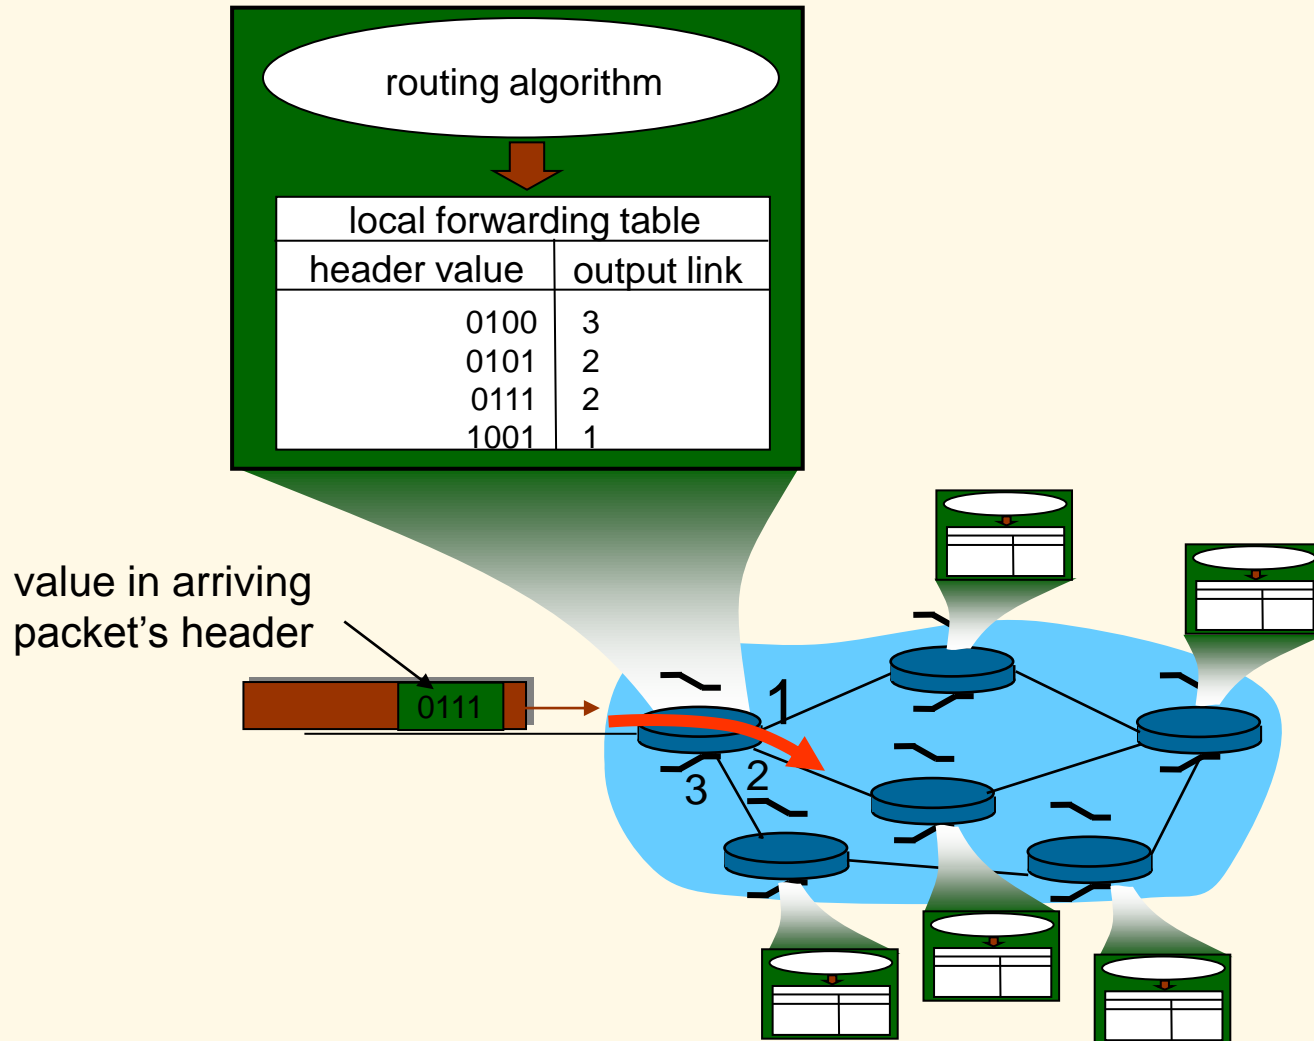 routing algorithm
local forwarding table
header value output link
0100 3
0101 2
0111 2
1001 1
value in arriving
packet’s header
0111
1
2
3